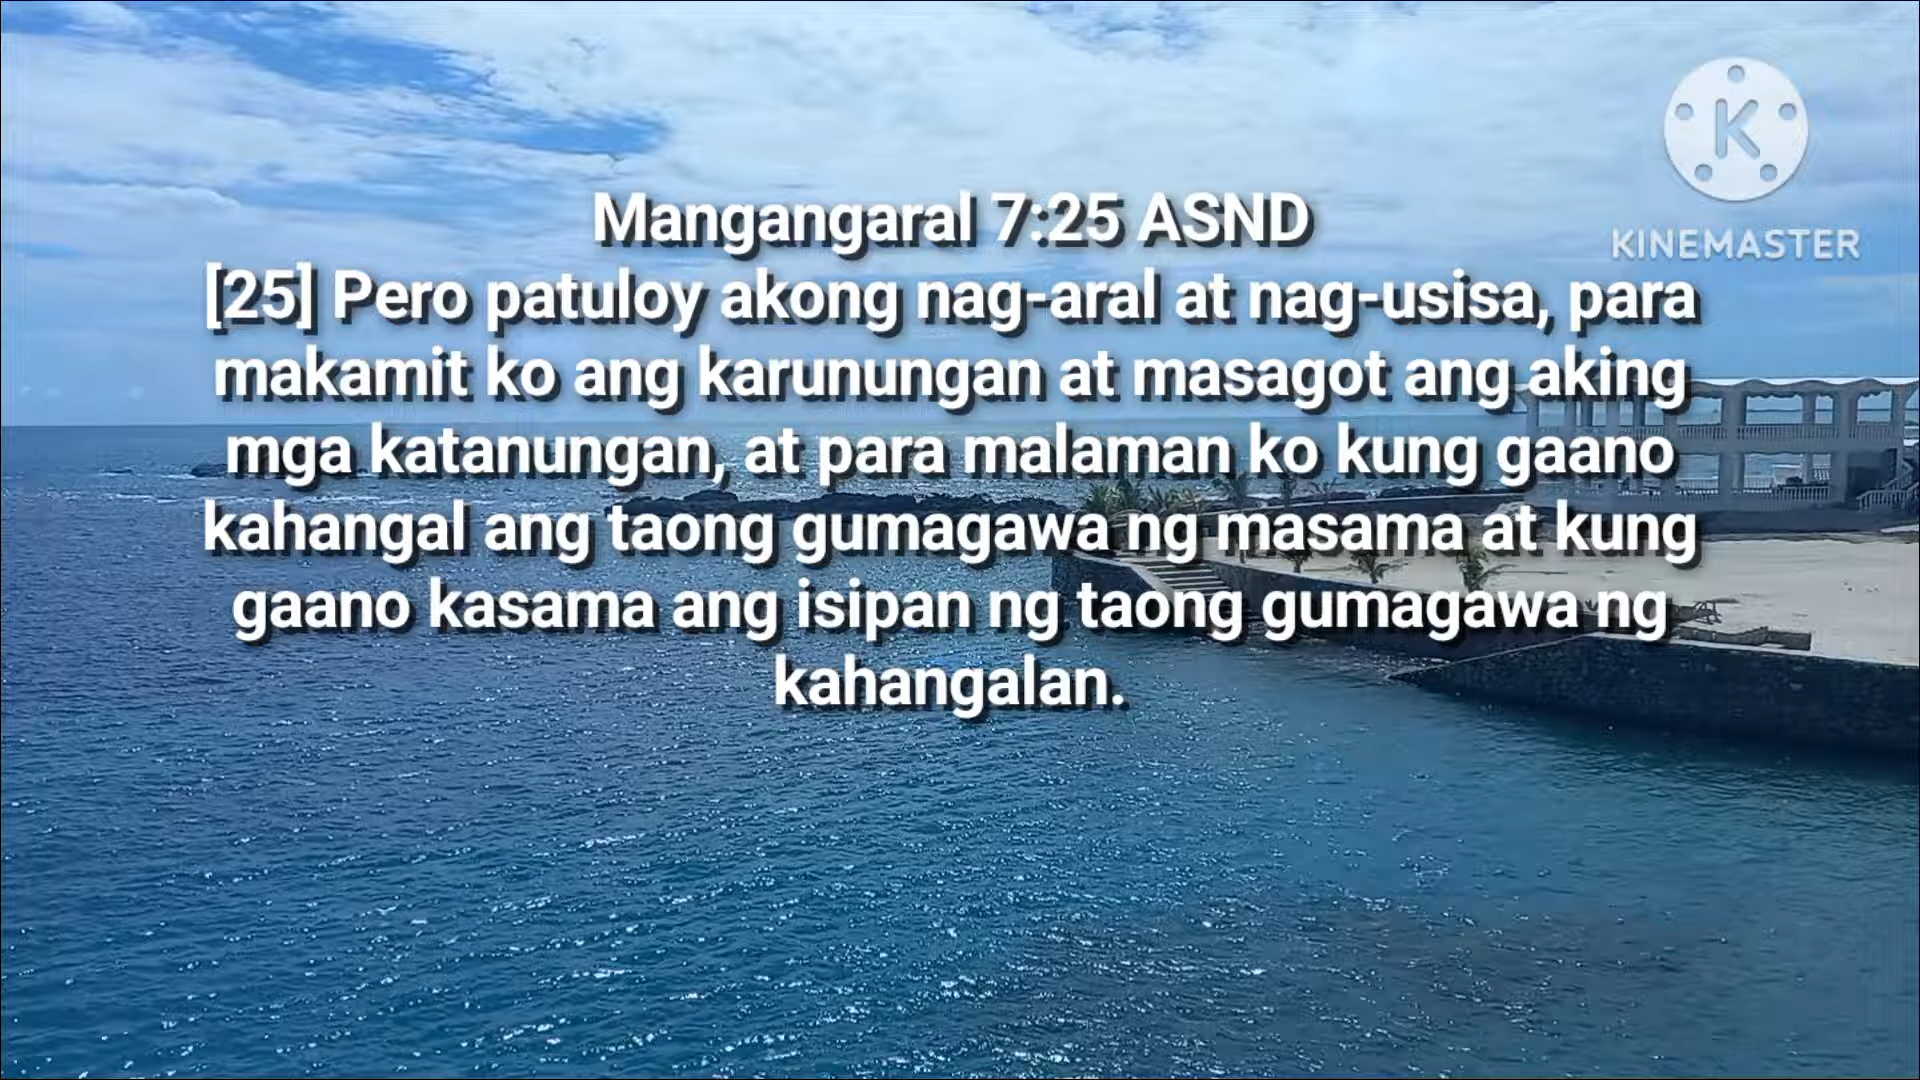 Mangangaral 7:25 ASND
[25] Pero patuloy akong nag-aral at nag-usisa, para
makamit ko ang karunungan at masagot ang aking
mga katanungan, at para malaman ko kung gaano
kahangal ang taong gumagawa ng masama at kung
gaano kasama ang isipan ng taong gumagawa ng
kahangalan.
K
KINEMASTER